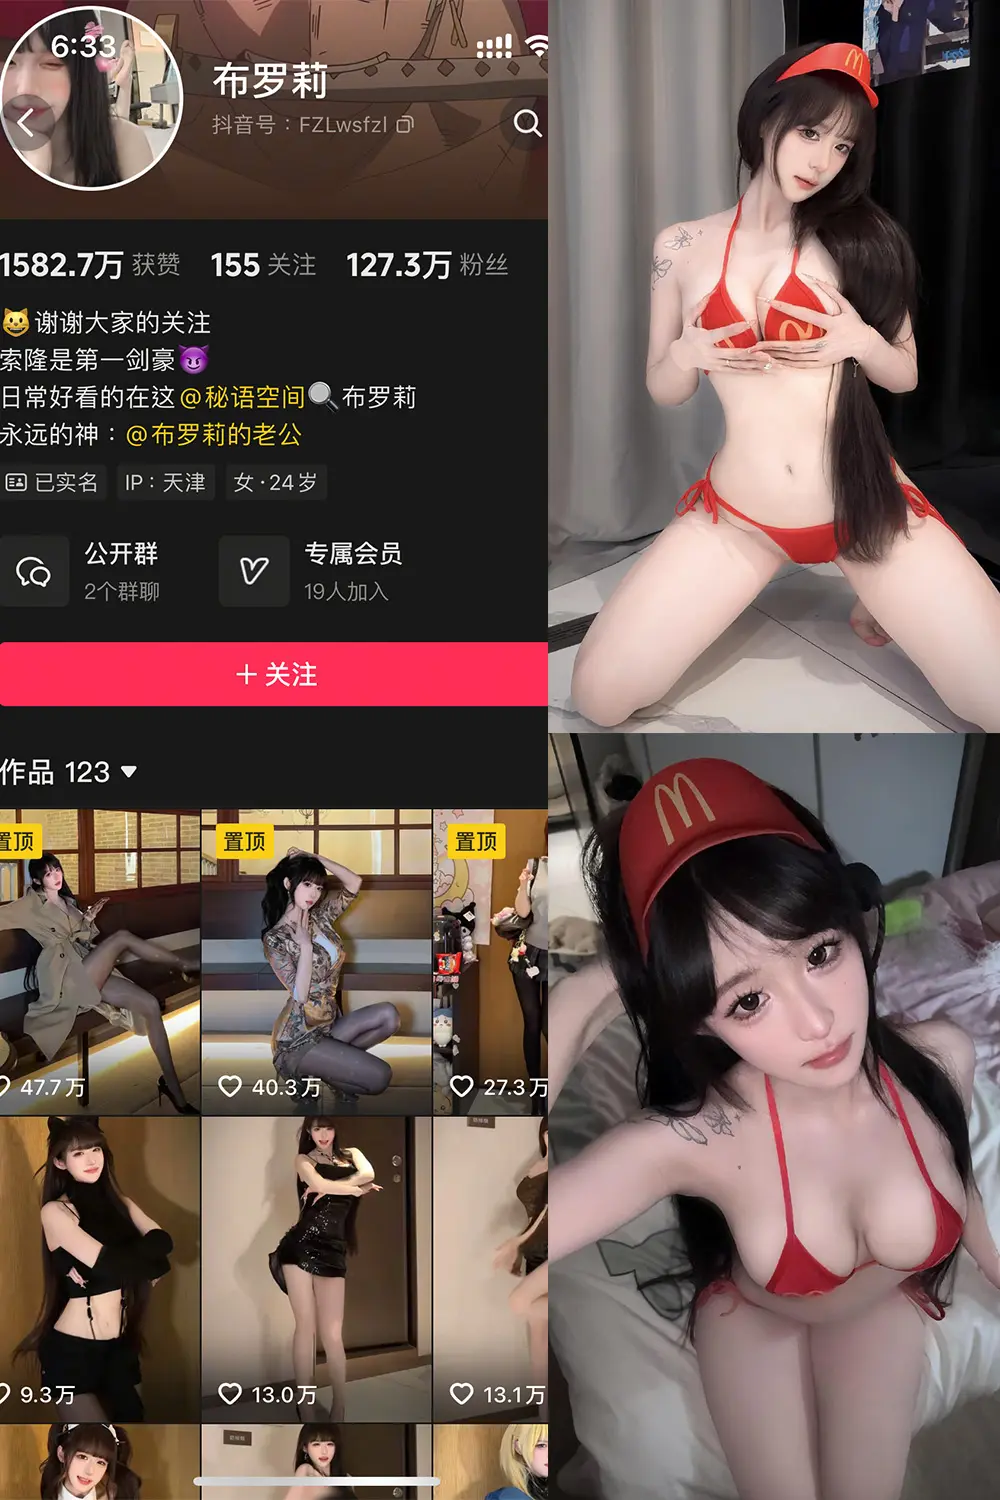 6:33
布罗莉
抖音号：FZLwsfzl
1582.7万 获赞 155 关注 127.3万 粉丝
谢谢大家的关注
索隆是第一剑豪
日常好看的在这@秘语空间🔍布罗莉
永远的神：@布罗莉的老公
已实名 IP：天津 女·24岁
公开群 专属会员
2个群聊 19人加入
+ 关注
作品 123
置顶 置顶 置顶
47.7万 40.3万 27.3万
9.3万 13.0万 13.1万